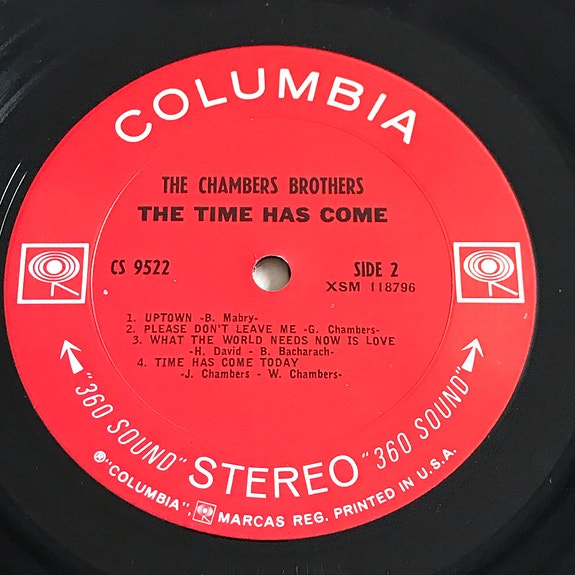 COLUMBIA
THE CHAMBERS BROTHERS
THE TIME HAS COME
CS 9522
SIDE 2
XSM 118796
1. UPTOWN -B. Mabry-
2. PLEASE DON'T LEAVE ME -G. Chambers-
3. WHAT THE WORLD NEEDS NOW IS LOVE
-H. David - B. Bacharach-
4. TIME HAS COME TODAY
-J. Chambers - W. Chambers-
"360 SOUND" STEREO "360 SOUND"
® "COLUMBIA", MARCAS REG. PRINTED IN U.S.A.